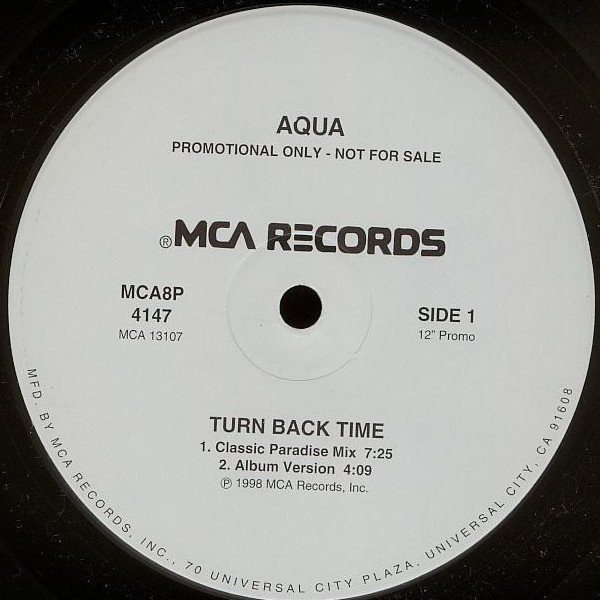 AQUA
PROMOTIONAL ONLY - NOT FOR SALE
®MCA RECORDS
MCA8P
4147
MCA 13107
SIDE 1
12" Promo
TURN BACK TIME
1. Classic Paradise Mix 7:25
2. Album Version 4:09
℗ 1998 MCA Records, Inc.
MFD. BY MCA RECORDS, INC., 70 UNIVERSAL CITY PLAZA, UNIVERSAL CITY, CA 91608